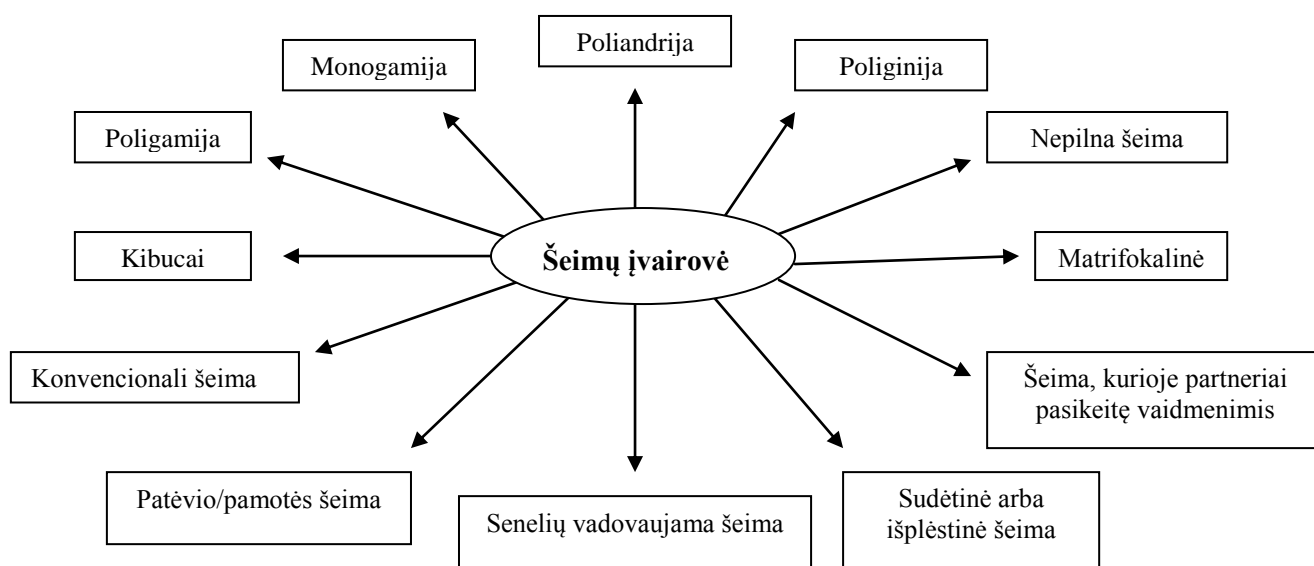 Poliandrija
Monogamija
Poliginija
Poligamija
Nepilna šeima
Kibucai
Šeimų įvairovė
Matrifokalinė
Konvencionali šeima
Šeima, kurioje partneriai
pasikeitę vaidmenimis
Patėvio/pamotės šeima
Senelių vadovaujama šeima
Sudėtinė arba
išplėstinė šeima